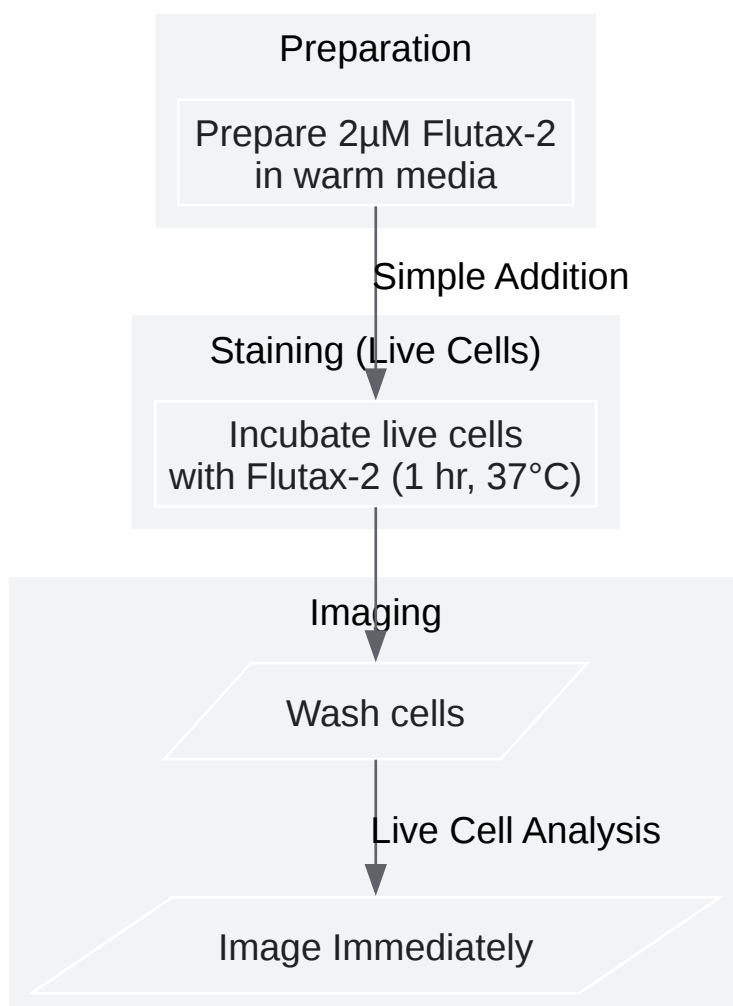 Preparation
Prepare 2µM Flutax-2
in warm media
Simple Addition
Staining (Live Cells)
Incubate live cells
with Flutax-2 (1 hr, 37°C)
Imaging
Wash cells
Live Cell Analysis
Image Immediately